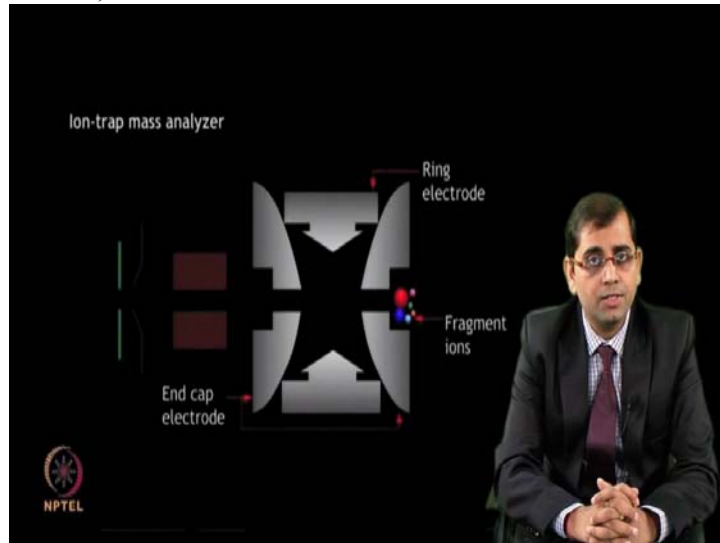 Ion-trap mass analyzer
Ring
electrode
Fragment
ions
End cap
electrode
NPTEL